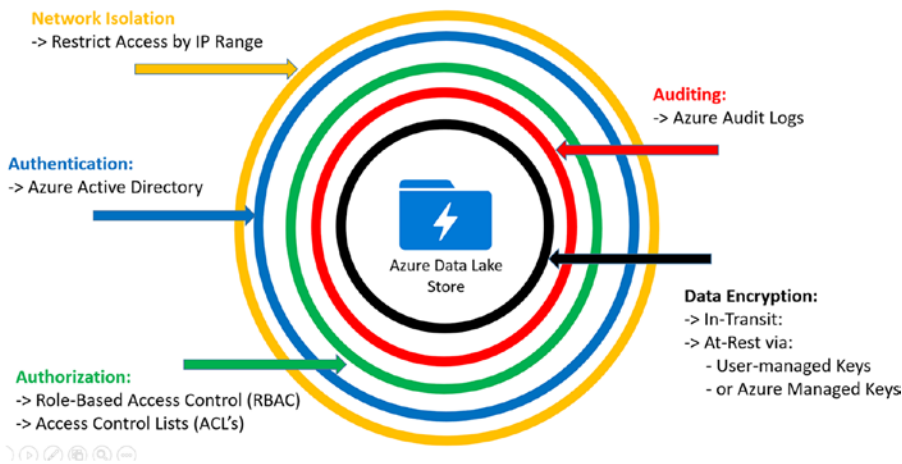 Network Isolation
-> Restrict Access by IP Range
Auditing:
-> Azure Audit Logs
Authentication:
-> Azure Active Directory
Azure Data Lake
Store
Data Encryption:
-> In-Transit:
-> At-Rest via:
- User-managed Keys
- or Azure Managed Keys
Authorization:
-> Role-Based Access Control (RBAC)
-> Access Control Lists (ACL's)